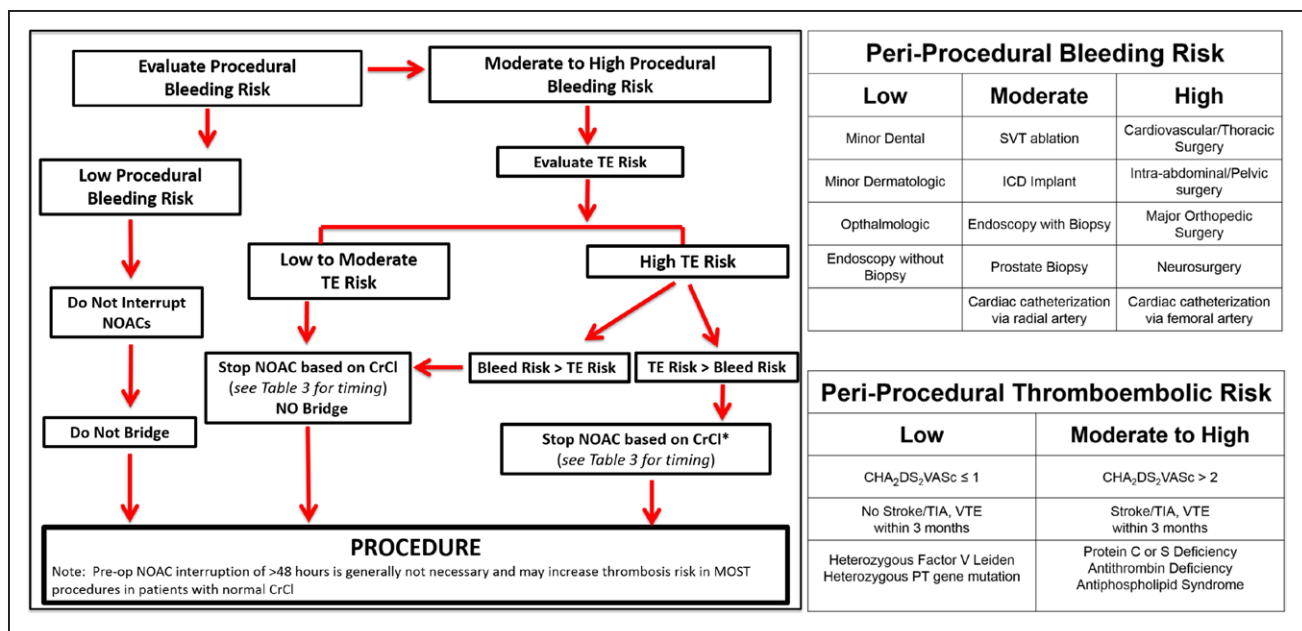 Evaluate Procedural
Bleeding Risk
Moderate to High Procedural
Bleeding Risk
Evaluate TE Risk
Low Procedural
Bleeding Risk
Low to Moderate
TE Risk
High TE Risk
Do Not Interrupt
NOACs
Stop NOAC based on CrCl
(see Table 3 for timing)
NO Bridge
Bleed Risk > TE Risk
TE Risk > Bleed Risk
Do Not Bridge
Stop NOAC based on CrCl*
(see Table 3 for timing)
PROCEDURE
Note: Pre-op NOAC interruption of >48 hours is generally not necessary and may increase thrombosis risk in MOST
procedures in patients with normal CrCl
Peri-Procedural Bleeding Risk
Low Moderate High
Minor Dental SVT ablation Cardiovascular/Thoracic
Surgery
Minor Dermatologic ICD Implant Intra-abdominal/Pelvic
surgery
Opthalmologic Endoscopy with Biopsy Major Orthopedic
Surgery
Endoscopy without
Biopsy Prostate Biopsy Neurosurgery
Cardiac catheterization
via radial artery Cardiac catheterization
via femoral artery
Peri-Procedural Thromboembolic Risk
Low Moderate to High
CHA₂DS₂VASc ≤ 1 CHA₂DS₂VASc > 2
No Stroke/TIA, VTE
within 3 months Stroke/TIA, VTE
within 3 months
Heterozygous Factor V Leiden
Heterozygous PT gene mutation Protein C or S Deficiency
Antithrombin Deficiency
Antiphospholipid Syndrome